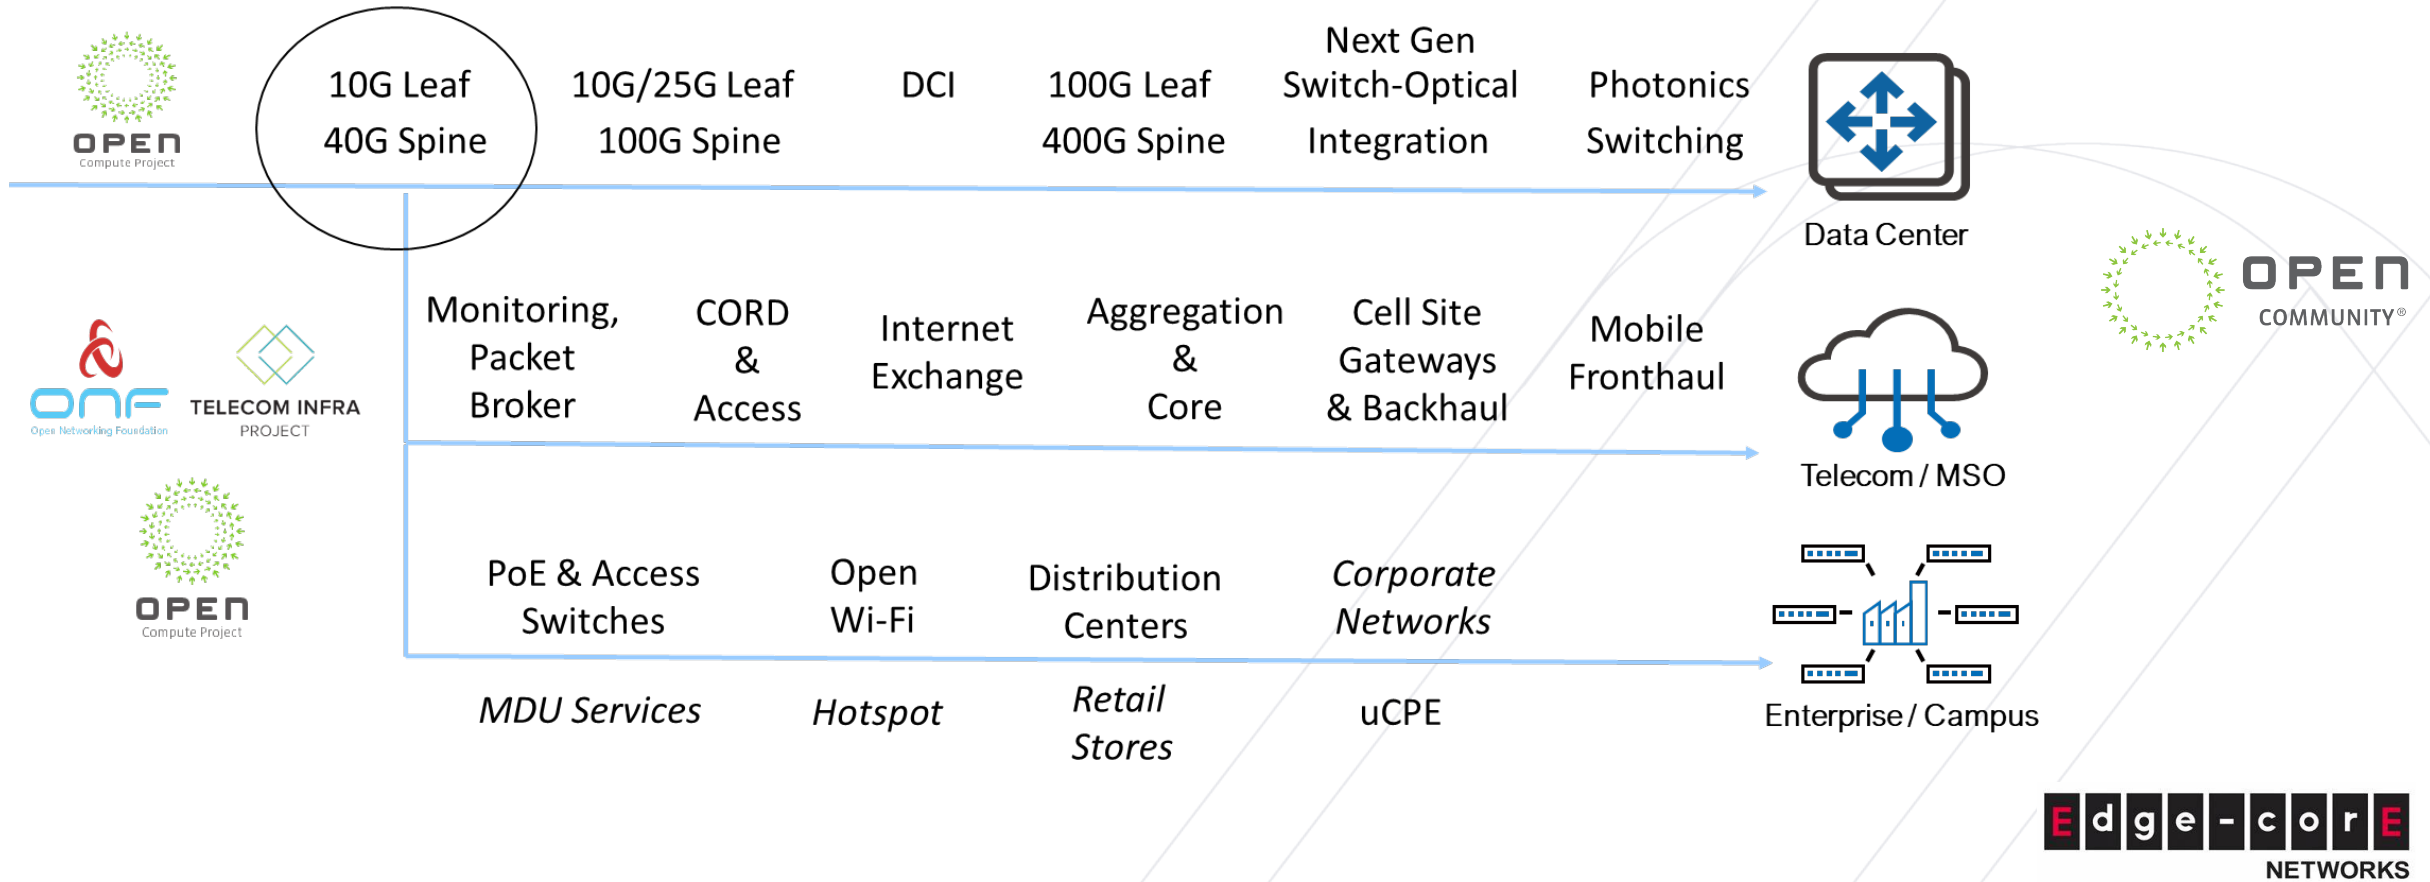 OPEN
Compute Project
10G Leaf
40G Spine
10G/25G Leaf
100G Spine
DCI
100G Leaf
400G Spine
Next Gen
Switch-Optical
Integration
Photonics
Switching
Data Center
OPEN
COMMUNITY®
ONF
Open Networking Foundation
TELECOM INFRA
PROJECT
Monitoring,
Packet
Broker
CORD
&
Access
Internet
Exchange
Aggregation
&
Core
Cell Site
Gateways
& Backhaul
Mobile
Fronthaul
Telecom / MSO
OPEN
Compute Project
PoE & Access
Switches
Open
Wi-Fi
Distribution
Centers
Corporate
Networks
MDU Services
Hotspot
Retail
Stores
uCPE
Enterprise / Campus
Edge-corE
NETWORKS